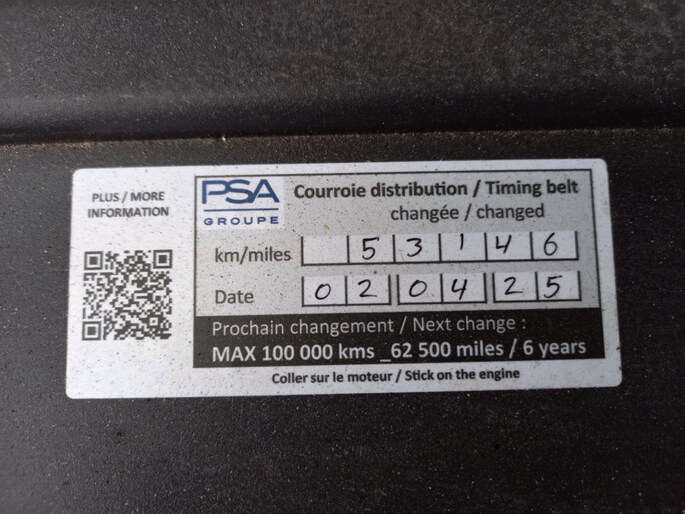 PLUS / MORE
INFORMATION
PSA
GROUPE
Courroie distribution / Timing belt
changée / changed
km/miles 5 3 1 4 6
Date 0 2 0 4 2 5
Prochain changement / Next change :
MAX 100 000 kms _62 500 miles / 6 years
Coller sur le moteur / Stick on the engine